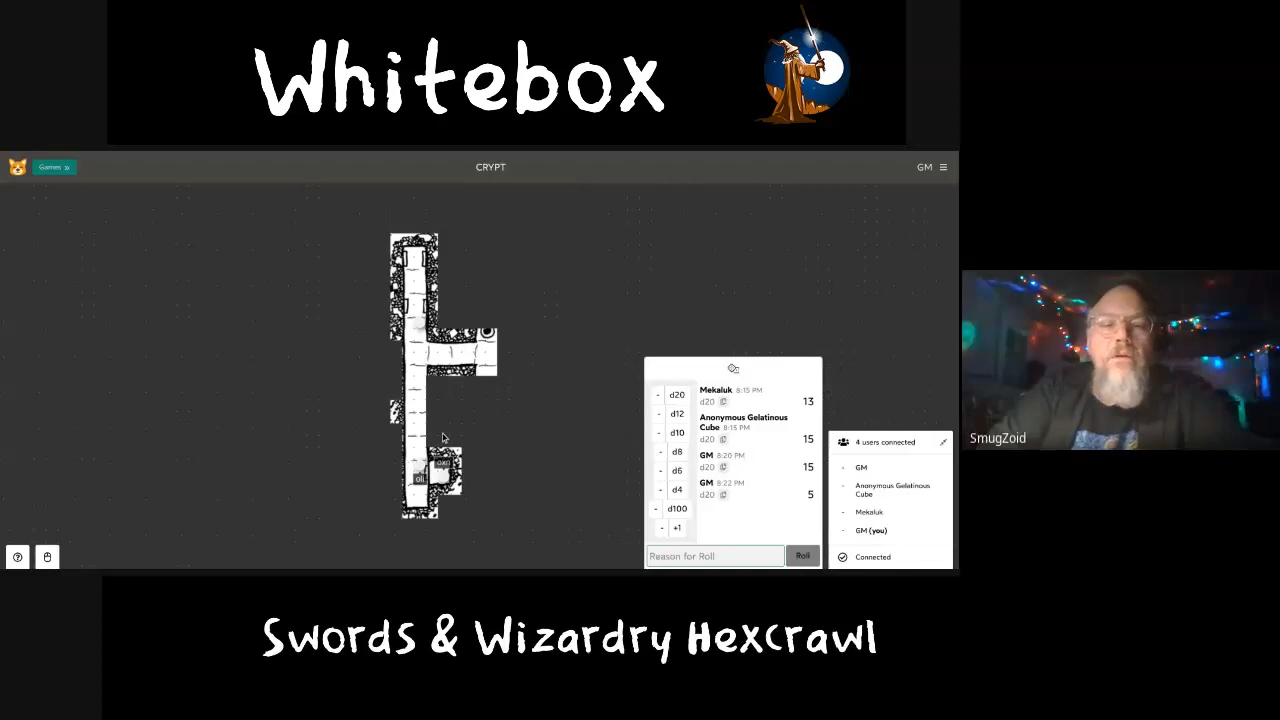 Whitebox
Games »
CRYPT
GM
d20
d12
d10
d8
d6
d4
d100
+1
Mekaluk 8:15 PM
d20
13
Anonymous Gelatinous
Cube 8:15 PM
d20
15
GM 8:20 PM
d20
15
GM 8:22 PM
d20
5
Reason for Roll
Roll
4 users connected
GM
Anonymous Gelatinous
Cube
Mekaluk
GM (you)
Connected
SmugZoid
Swords & Wizardry Hexcrawl